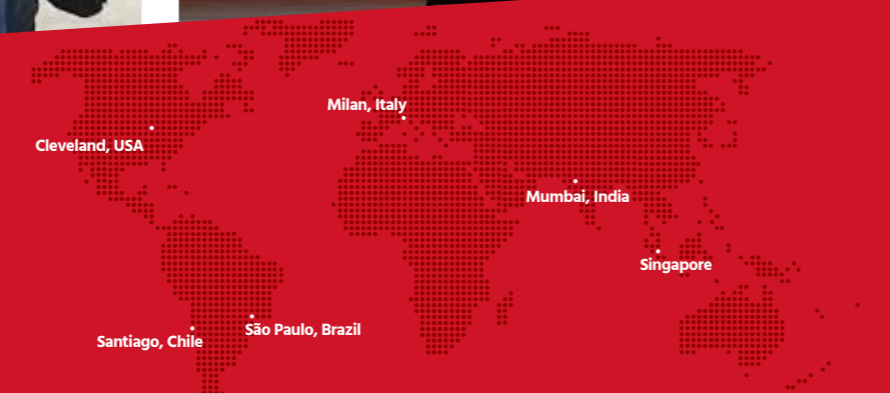 Milan, Italy
Cleveland, USA
Mumbai, India
Singapore
São Paulo, Brazil
Santiago, Chile